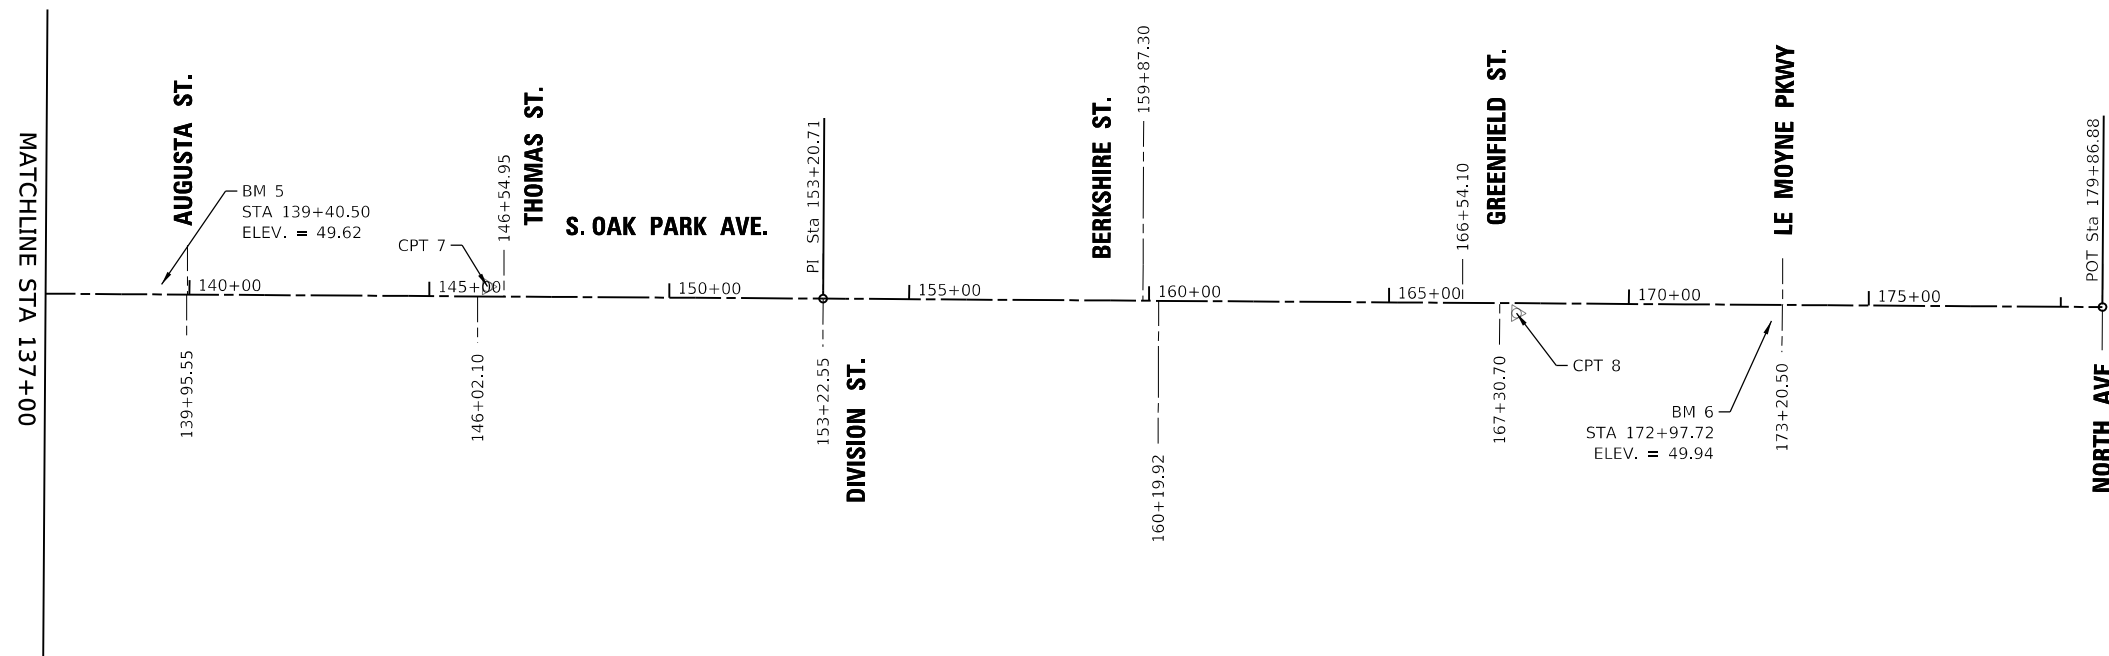 MATCHLINE STA 137+00
AUGUSTA ST.
139+95.55
BM 5
STA 139+40.50
ELEV. = 49.62
140+00
CPT 7
145+00
146+02.10
146+54.95
THOMAS ST.
S. OAK PARK AVE.
150+00
PI Sta 153+20.71
153+22.55
DIVISION ST.
155+00
BERKSHIRE ST.
159+87.30
160+00
160+19.92
165+00
166+54.10
GREENFIELD ST.
167+30.70
CPT 8
170+00
BM 6
STA 172+97.72
ELEV. = 49.94
LE MOYNE PKWY
173+20.50
175+00
POT Sta 179+86.88
NORTH AVE